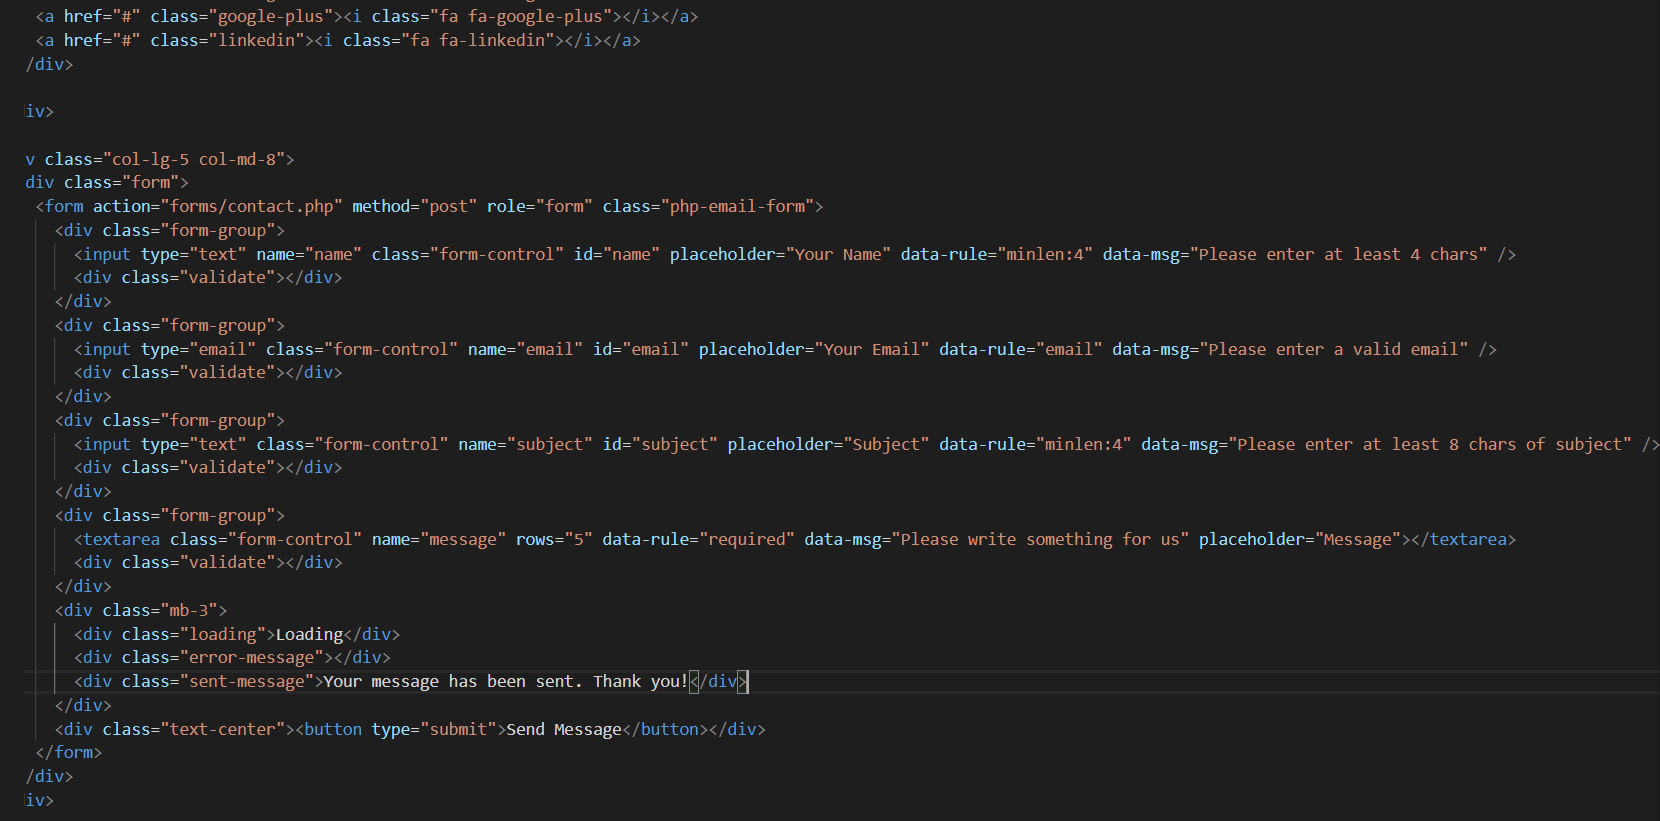 <a href="#" class="google-plus"><i class="fa fa-google-plus"></i></a>
<a href="#" class="linkedin"><i class="fa fa-linkedin"></i></a>
/div>
iv>
v class="col-lg-5 col-md-8">
div class="form">
<form action="forms/contact.php" method="post" role="form" class="php-email-form">
<div class="form-group">
<input type="text" name="name" class="form-control" id="name" placeholder="Your Name" data-rule="minlen:4" data-msg="Please enter at least 4 chars" />
<div class="validate"></div>
</div>
<div class="form-group">
<input type="email" class="form-control" name="email" id="email" placeholder="Your Email" data-rule="email" data-msg="Please enter a valid email" />
<div class="validate"></div>
</div>
<div class="form-group">
<input type="text" class="form-control" name="subject" id="subject" placeholder="Subject" data-rule="minlen:4" data-msg="Please enter at least 8 chars of subject" />
<div class="validate"></div>
</div>
<div class="form-group">
<textarea class="form-control" name="message" rows="5" data-rule="required" data-msg="Please write something for us" placeholder="Message"></textarea>
<div class="validate"></div>
</div>
<div class="mb-3">
<div class="loading">Loading</div>
<div class="error-message"></div>
<div class="sent-message">Your message has been sent. Thank you!</div>
</div>
<div class="text-center"><button type="submit">Send Message</button></div>
</form>
/div>
iv>